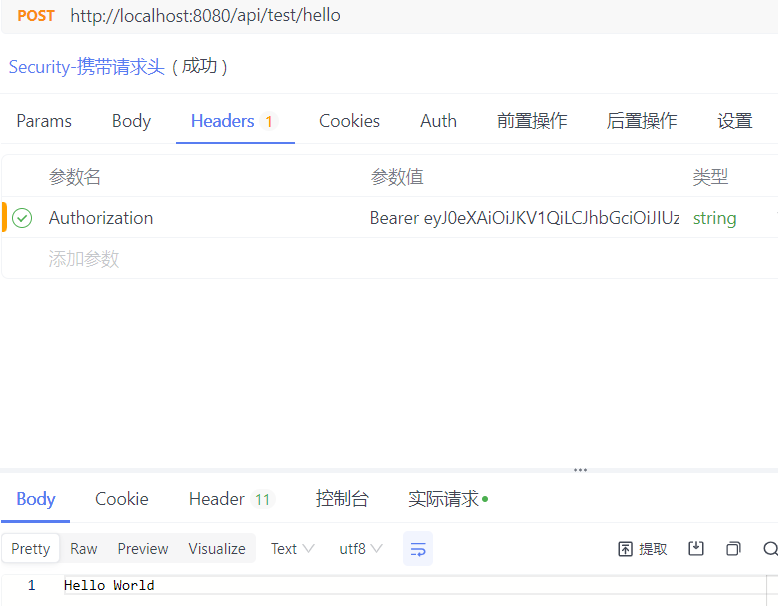 POST http://localhost:8080/api/test/hello
Security-携带请求头（成功）
Params Body Headers 1 Cookies Auth 前置操作 后置操作 设置
参数名 参数值 类型
Authorization Bearer eyJ0eXAiOiJKV1QiLCJhbGciOiJIUz string
添加参数
Body Cookie Header 11 控制台 实际请求
Pretty Raw Preview Visualize Text utf8 提取
1 Hello World